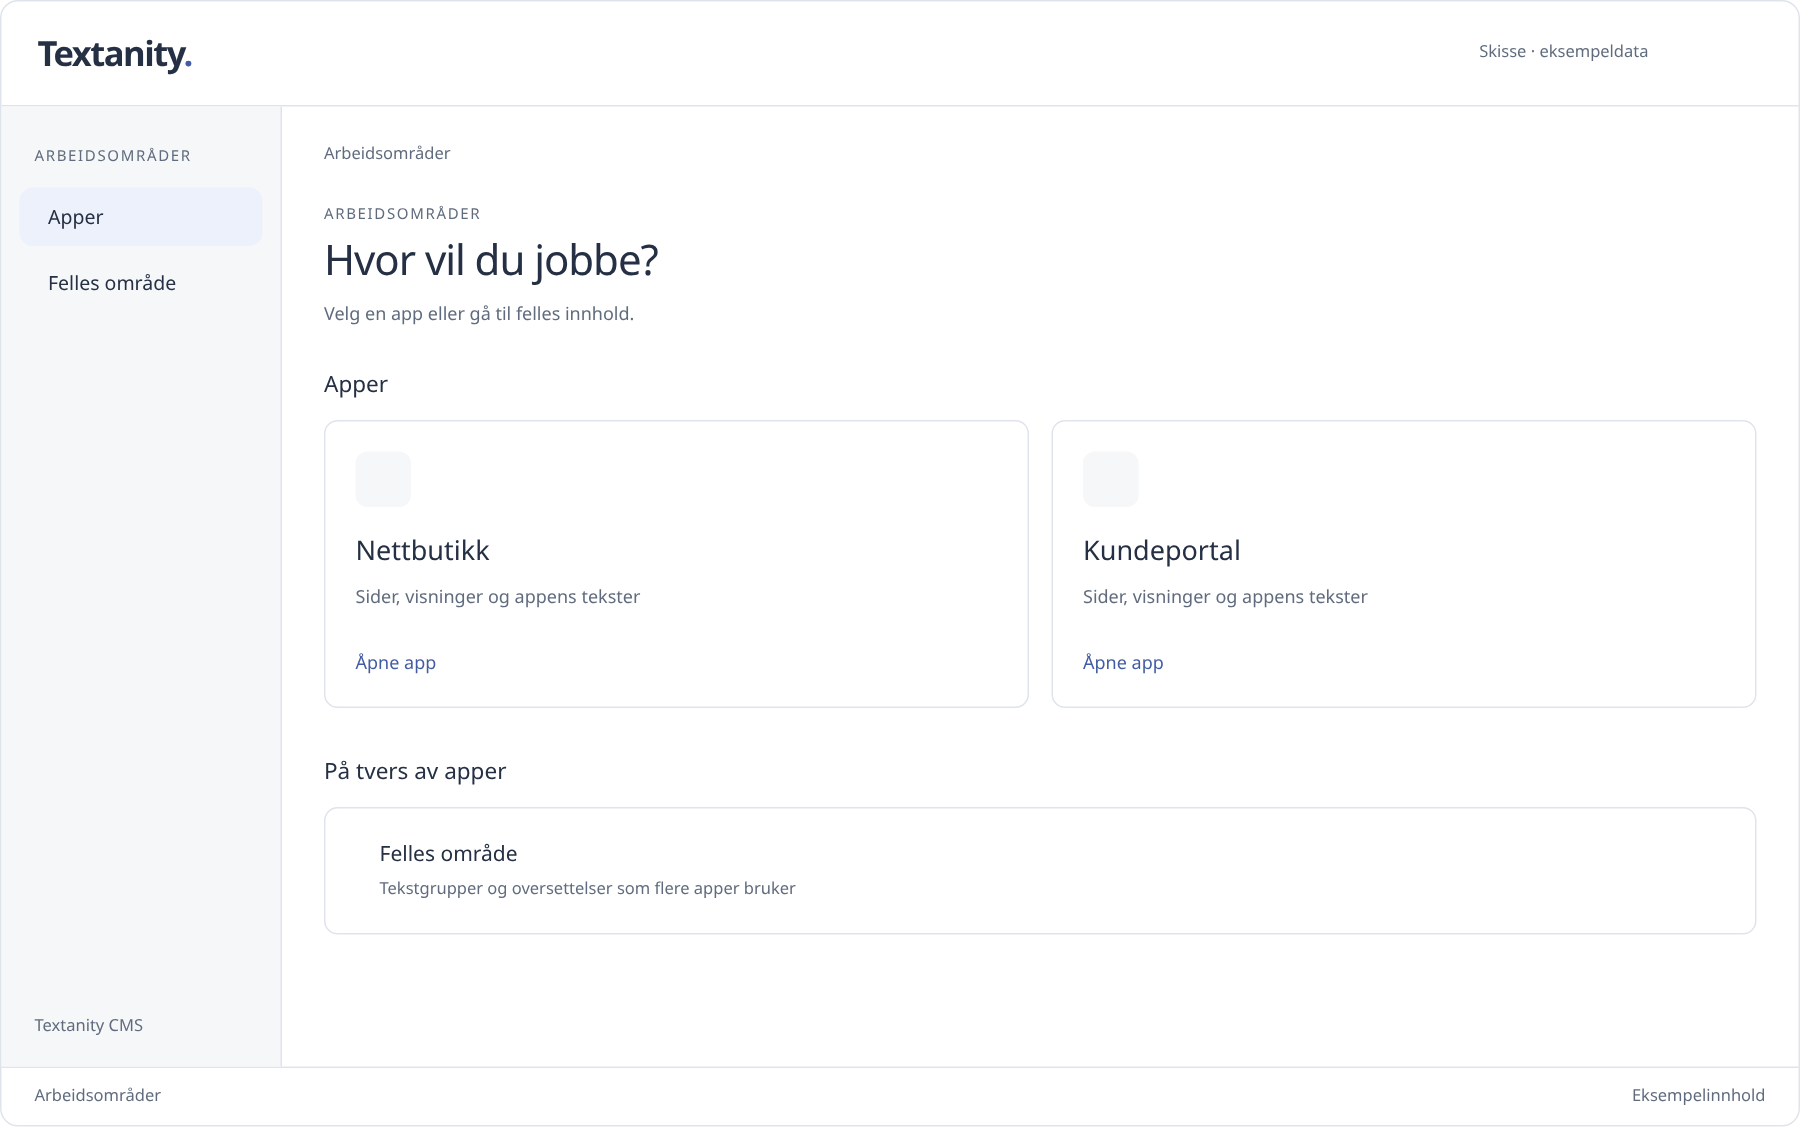 Textanity.
Skisse · eksempeldata
ARBEIDSOMRÅDER
Apper
Felles område
Textanity CMS
Arbeidsområder
ARBEIDSOMRÅDER
Hvor vil du jobbe?
Velg en app eller gå til felles innhold.
Apper
Nettbutikk
Sider, visninger og appens tekster
Åpne app
Kundeportal
Sider, visninger og appens tekster
Åpne app
På tvers av apper
Felles område
Tekstgrupper og oversettelser som flere apper bruker
Arbeidsområder
Eksempelinnhold